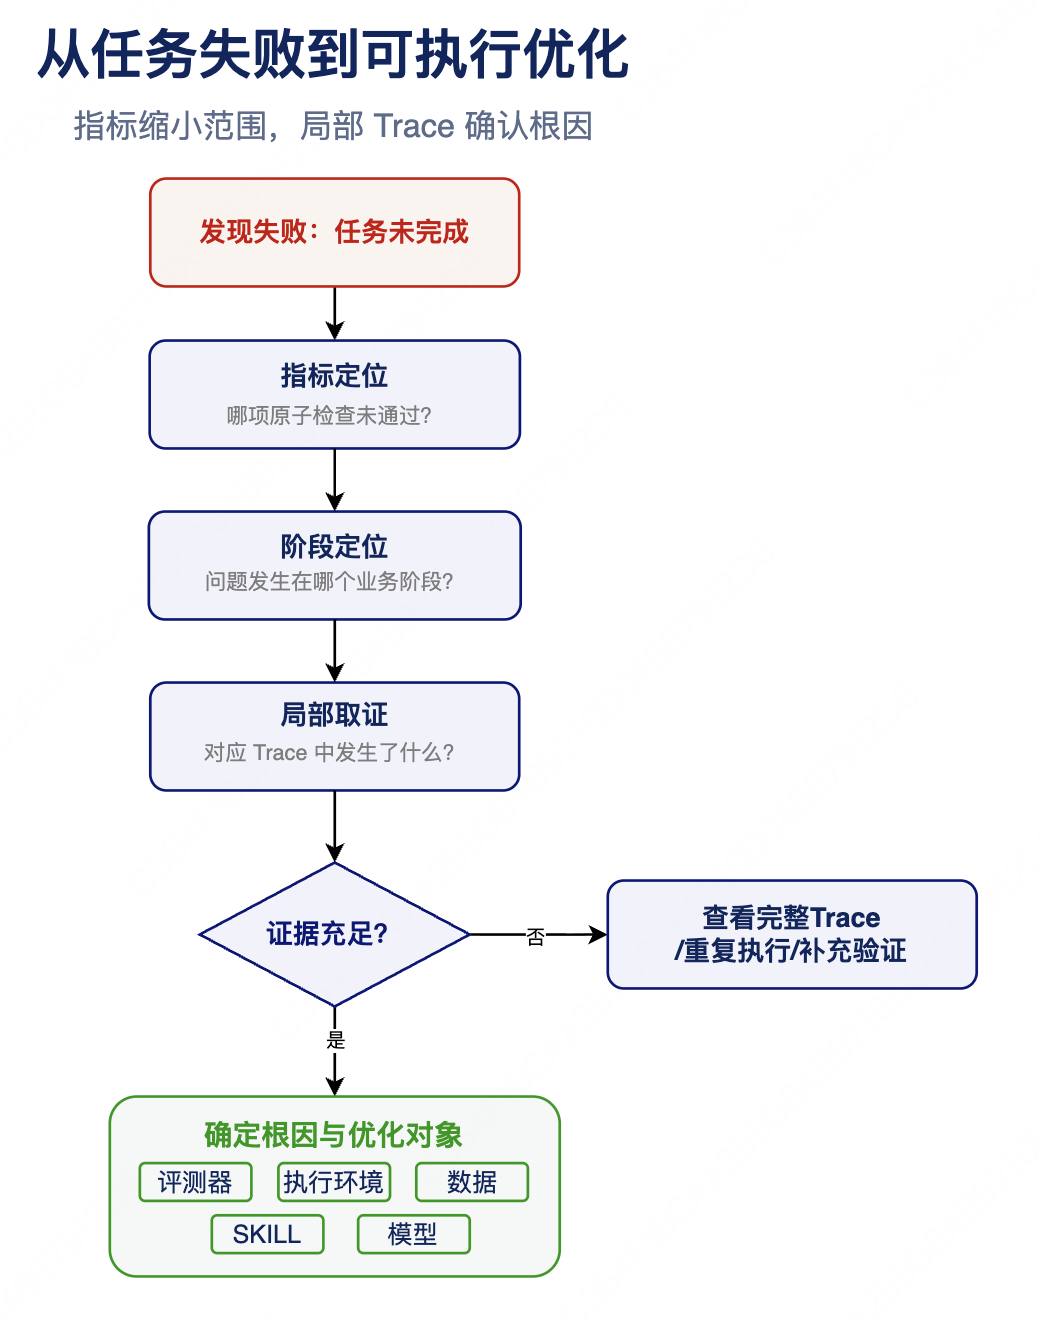 从任务失败到可执行优化
指标缩小范围，局部 Trace 确认根因
发现失败：任务未完成
指标定位
哪项原子检查未通过?
阶段定位
问题发生在哪个业务阶段?
局部取证
对应 Trace 中发生了什么?
证据充足?
否
查看完整Trace
/重复执行/补充验证
是
确定根因与优化对象
评测器
执行环境
数据
SKILL
模型